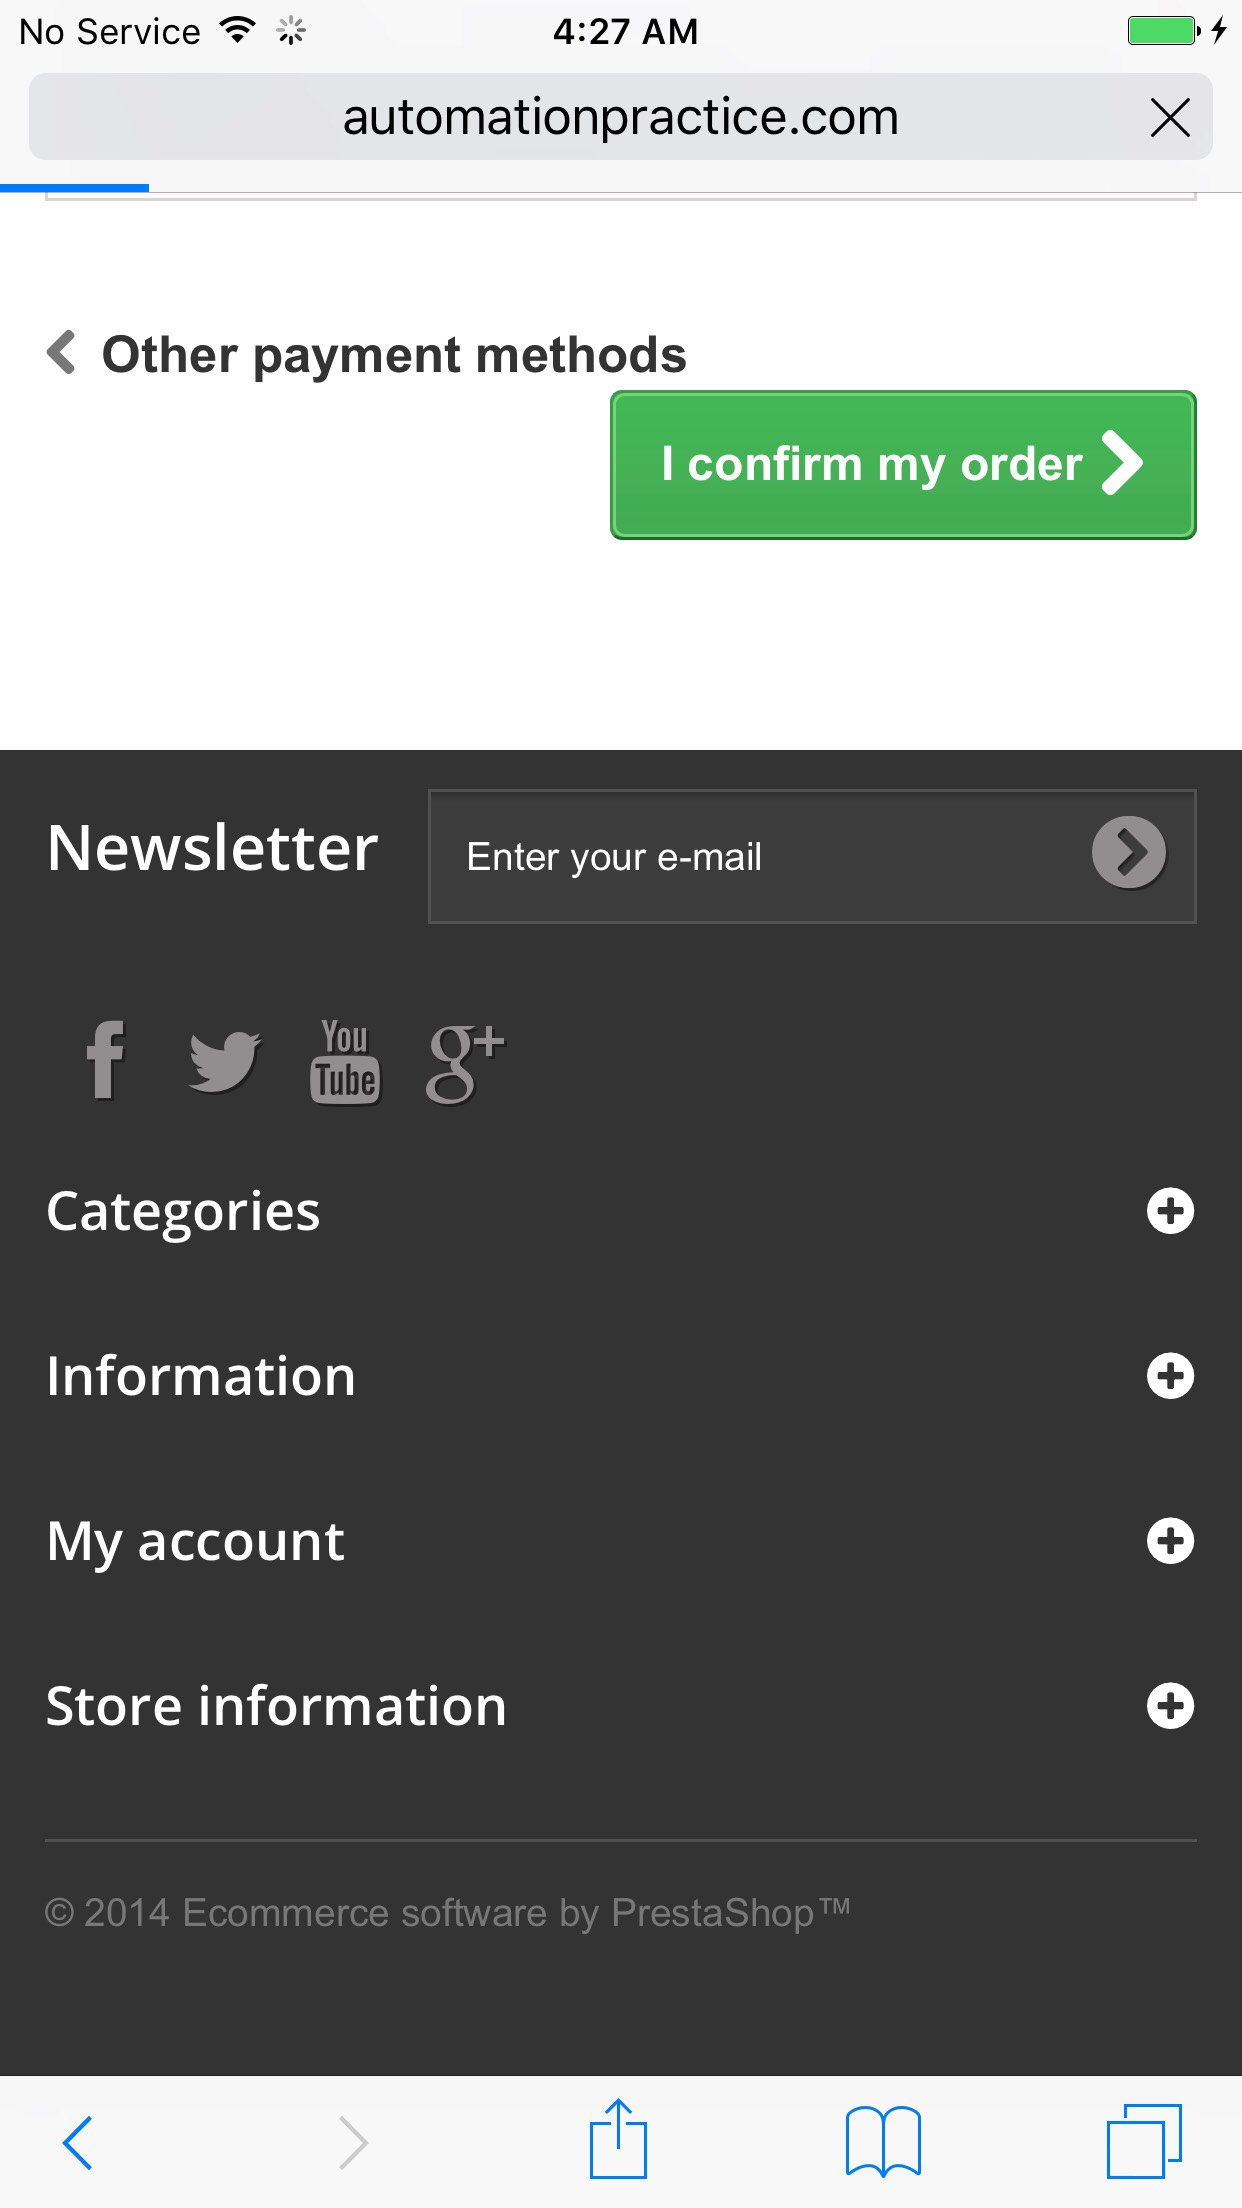 No Service 4:27 AM
automationpractice.com
Other payment methods
I confirm my order
Newsletter Enter your e-mail
f You Tube g+
Categories
Information
My account
Store information
© 2014 Ecommerce software by PrestaShop™